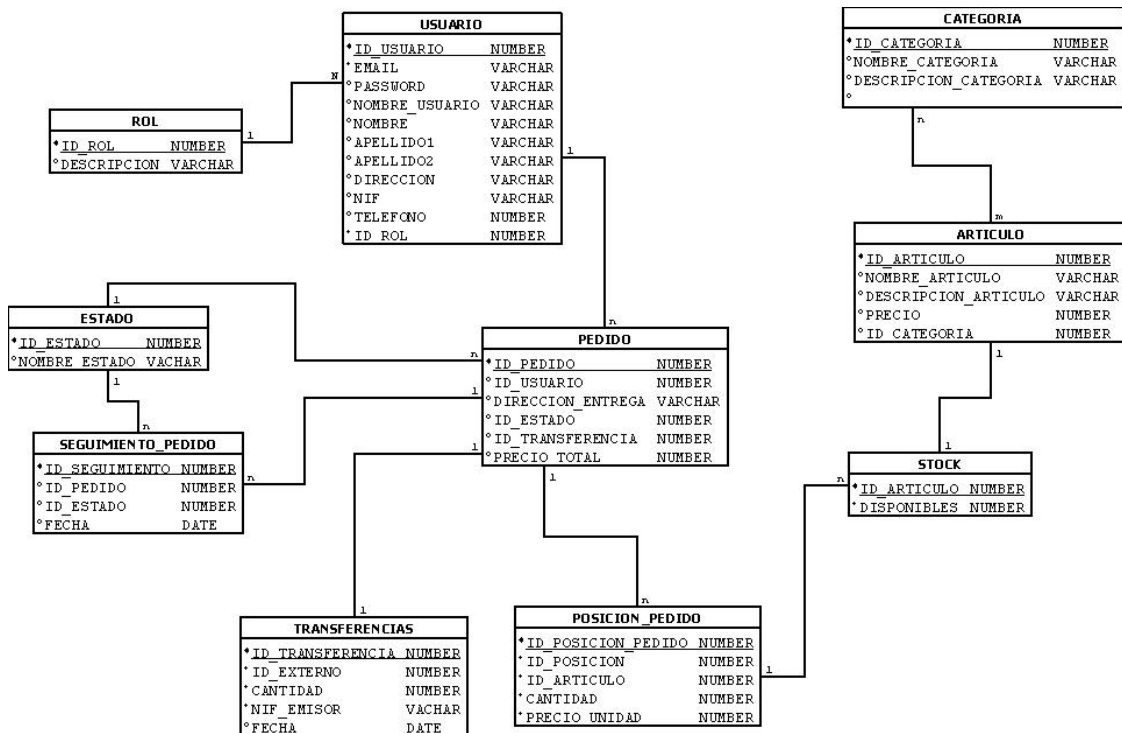 USUARIO
*ID_USUARIO NUMBER
*EMAIL VARCHAR
°PASSWORD VARCHAR
°NOMBRE_USUARIO VARCHAR
°NOMBRE VARCHAR
°APELLIDO1 VARCHAR
°APELLIDO2 VARCHAR
°DIRECCION VARCHAR
°NIF VARCHAR
°TELEFONO NUMBER
*ID_ROL NUMBER
N
1
CATEGORIA
*ID_CATEGORIA NUMBER
°NOMBRE_CATEGORIA VARCHAR
°DESCRIPCION_CATEGORIA VARCHAR
°
n
ROL
*ID_ROL NUMBER
°DESCRIPCION VARCHAR
1
m
ARTICULO
*ID_ARTICULO NUMBER
°NOMBRE_ARTICULO VARCHAR
°DESCRIPCION_ARTICULO VARCHAR
°PRECIO NUMBER
°ID_CATEGORIA NUMBER
1
1
ESTADO
*ID_ESTADO NUMBER
°NOMBRE_ESTADO VACHAR
1
n
PEDIDO
*ID_PEDIDO NUMBER
°ID_USUARIO NUMBER
°DIRECCION_ENTREGA VARCHAR
°ID_ESTADO NUMBER
°ID_TRANSFERENCIA NUMBER
°PRECIO_TOTAL NUMBER
n
1
1
1
n
SEGUIMIENTO_PEDIDO
*ID_SEGUIMIENTO NUMBER
°ID_PEDIDO NUMBER
°ID_ESTADO NUMBER
°FECHA DATE
n
1
STOCK
*ID_ARTICULO NUMBER
*DISPONIBLES NUMBER
n
1
TRANSFERENCIAS
*ID_TRANSFERENCIA NUMBER
*ID_EXTERNO NUMBER
*CANTIDAD NUMBER
*NIF_EMISOR VACHAR
°FECHA DATE
n
POSICION_PEDIDO
*ID_POSICION_PEDIDO NUMBER
*ID_POSICION NUMBER
*ID_ARTICULO NUMBER
*CANTIDAD NUMBER
*PRECIO_UNIDAD NUMBER
1